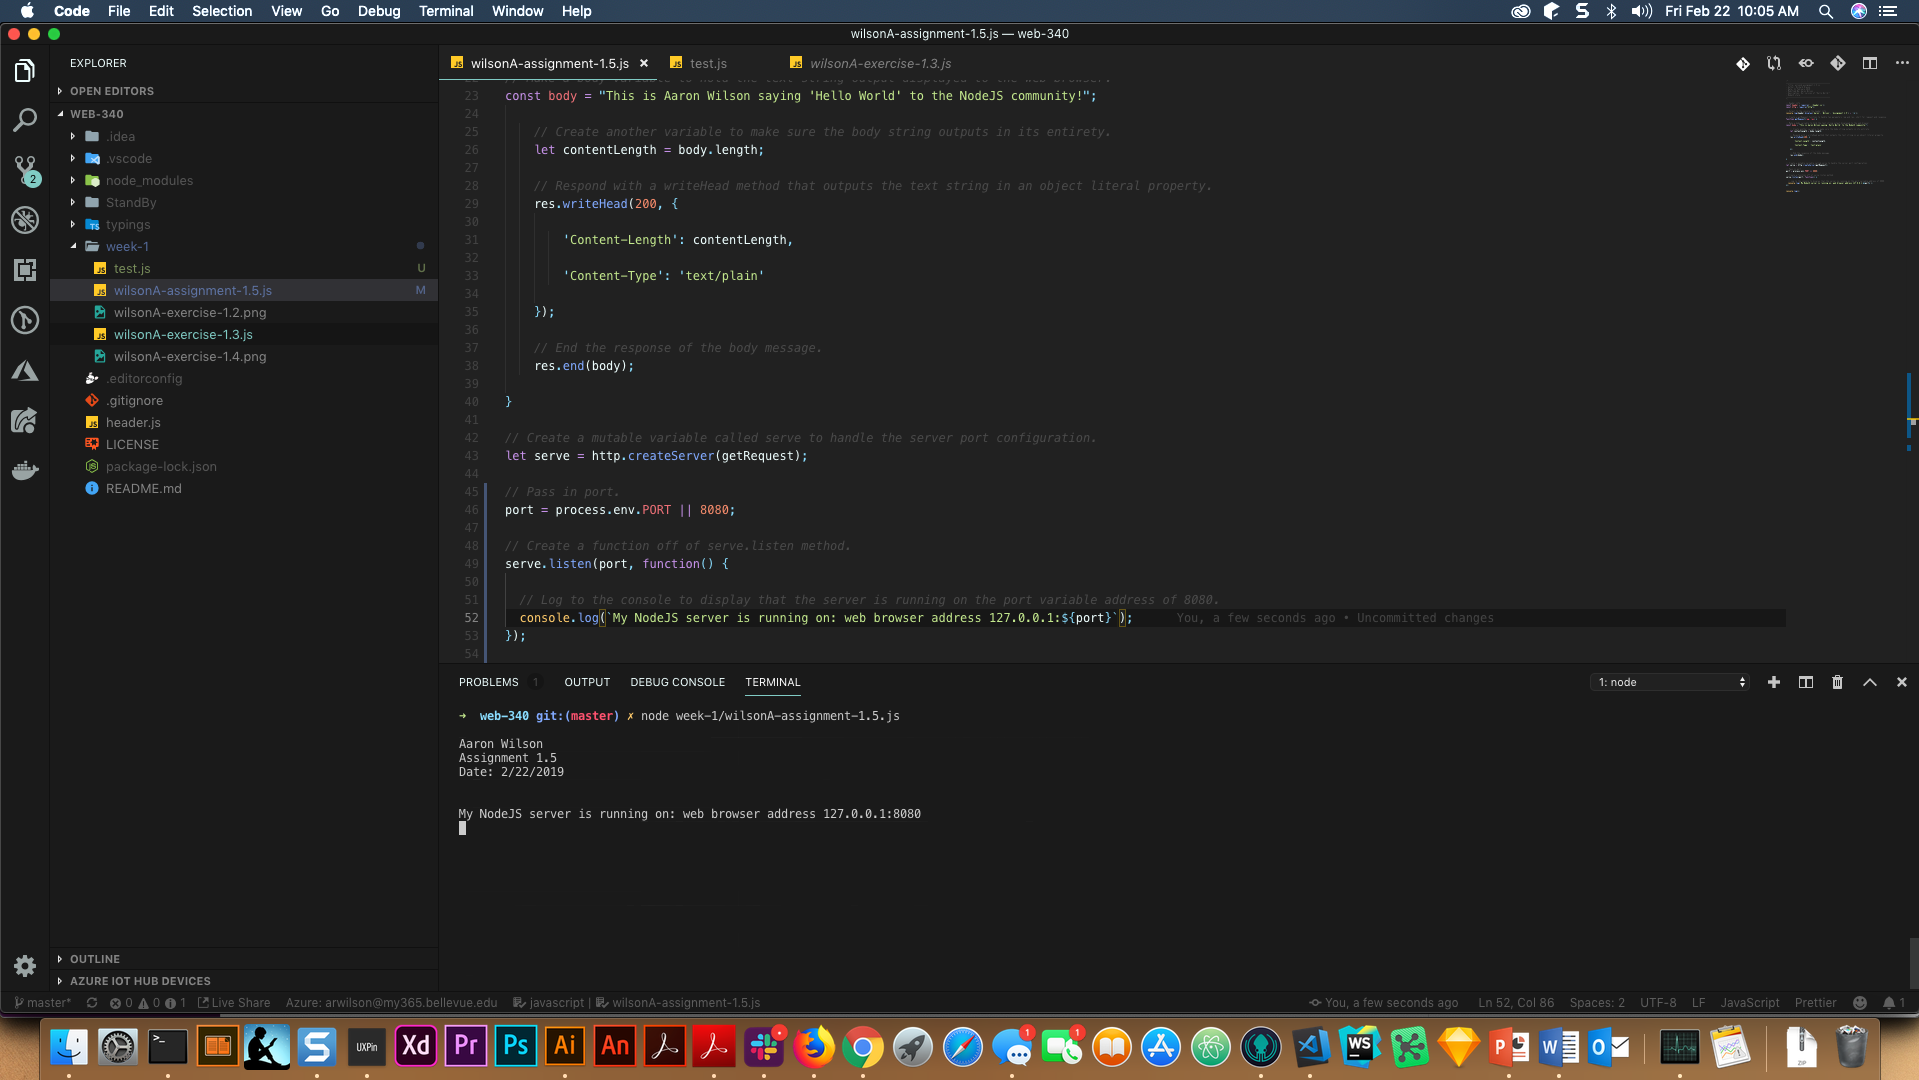 Code File Edit Selection View Go Debug Terminal Window Help Fri Feb 22 10:05 AM
wilsonA-assignment-1.5.js — web-340
EXPLORER
OPEN EDITORS
WEB-340
.idea
.vscode
node_modules
StandBy
typings
week-1
test.js U
wilsonA-assignment-1.5.js M
wilsonA-exercise-1.2.png
wilsonA-exercise-1.3.js
wilsonA-exercise-1.4.png
.editorconfig
.gitignore
header.js
LICENSE
package-lock.json
README.md
OUTLINE
AZURE IOT HUB DEVICES
2
wilsonA-assignment-1.5.js test.js wilsonA-exercise-1.3.js
23 const body = "This is Aaron Wilson saying 'Hello World' to the NodeJS community!";
24
25 // Create another variable to make sure the body string outputs in its entirety.
26 let contentLength = body.length;
27
28 // Respond with a writeHead method that outputs the text string in an object literal property.
29 res.writeHead(200, {
30
31 'Content-Length': contentLength,
32
33 'Content-Type': 'text/plain'
34
35 });
36
37 // End the response of the body message.
38 res.end(body);
39
40 }
41
42 // Create a mutable variable called serve to handle the server port configuration.
43 let serve = http.createServer(getRequest);
44
45 // Pass in port.
46 port = process.env.PORT || 8080;
47
48 // Create a function off of serve.listen method.
49 serve.listen(port, function() {
50
51 // Log to the console to display that the server is running on the port variable address of 8080.
52 console.log(`My NodeJS server is running on: web browser address 127.0.0.1:${port}`); You, a few seconds ago • Uncommitted changes
53 });
54
PROBLEMS 1 OUTPUT DEBUG CONSOLE TERMINAL 1: node
➜ web-340 git:(master) ✗ node week-1/wilsonA-assignment-1.5.js
Aaron Wilson
Assignment 1.5
Date: 2/22/2019
My NodeJS server is running on: web browser address 127.0.0.1:8080
master* 0 0 1 Live Share Azure: arwilson@my365.bellevue.edu javascript | wilsonA-assignment-1.5.js You, a few seconds ago Ln 52, Col 86 Spaces: 2 UTF-8 LF JavaScript Prettier 1
UXPin Xd Pr Ps Ai An 1 1 WS P W O ZIP